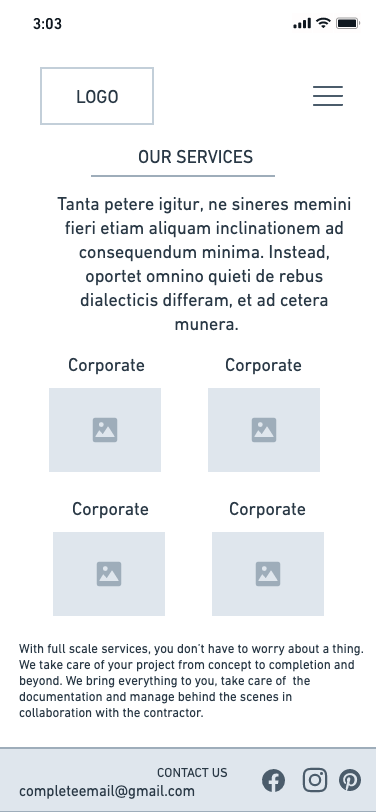 3:03
LOGO
OUR SERVICES
Tanta petere igitur, ne sineres memini
fieri etiam aliquam inclinationem ad
consequendum minima. Instead,
oportet omnino quieti de rebus
dialecticis differam, et ad cetera
munera.
Corporate Corporate
Corporate Corporate
With full scale services, you don't have to worry about a thing.
We take care of your project from concept to completion and
beyond. We bring everything to you, take care of  the
documentation and manage behind the scenes in
collaboration with the contractor.
CONTACT US
completeemail@gmail.com